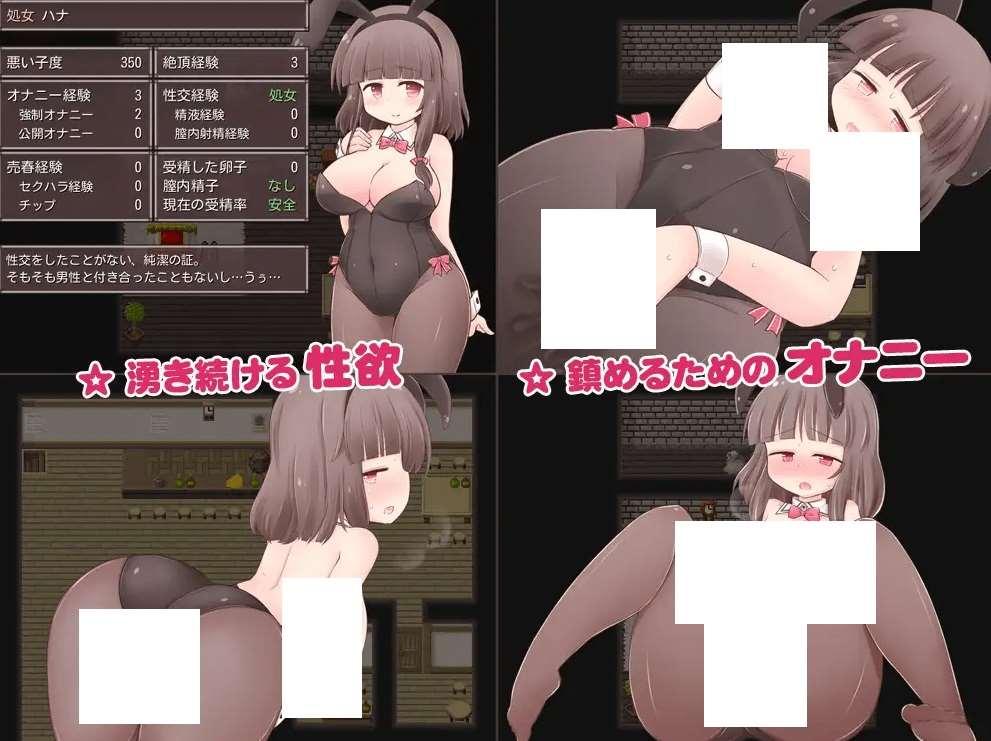 処女 ハナ
悪い子度 350
絶頂経験 3
オナニー経験 3
強制オナニー 2
公開オナニー 0
性交経験 処女
精液経験 0
膣内射精経験 0
売春経験 0
セクハラ経験 0
チップ 0
受精した卵子 0
膣内精子 なし
現在の受精率 安全
性交をしたことがない、純潔の証。
そもそも男性と付き合ったこともないし…うぅ…
☆ 湧き続ける 性欲
☆ 鎮めるための オナニー